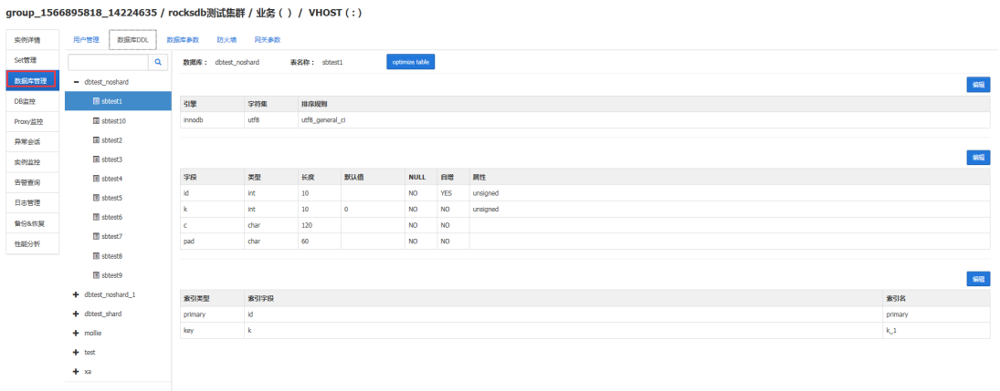 group_1566895818_14224635 / rocksdb测试集群 / 业务 ( ) / VHOST ( : )
实例详情
Set管理
数据库管理
DB监控
Proxy监控
异常会话
实例监控
告警查询
日志管理
备份&恢复
性能分析
用户管理 数据库DDL 数据库参数 防火墙 网关参数
dbtest_noshard
sbtest1
sbtest10
sbtest2
sbtest3
sbtest4
sbtest5
sbtest6
sbtest7
sbtest8
sbtest9
dbtest_noshard_1
dbtest_shard
mollie
test
xa
数据库： dbtest_noshard 表名称： sbtest1 optimize table
编辑
引擎 字符集 排序规则
innodb utf8 utf8_general_ci
编辑
字段 类型 长度 默认值 NULL 自增 属性
id int 10 NO YES unsigned
k int 10 0 NO NO unsigned
c char 120 NO NO
pad char 60 NO NO
编辑
索引类型 索引字段 索引名
primary id primary
key k k_1